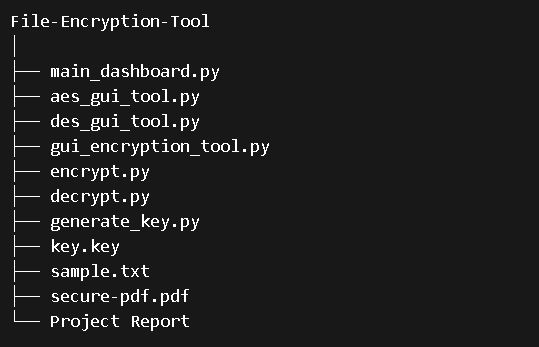 File-Encryption-Tool
│
├── main_dashboard.py
├── aes_gui_tool.py
├── des_gui_tool.py
├── gui_encryption_tool.py
├── encrypt.py
├── decrypt.py
├── generate_key.py
├── key.key
├── sample.txt
├── secure-pdf.pdf
└── Project Report